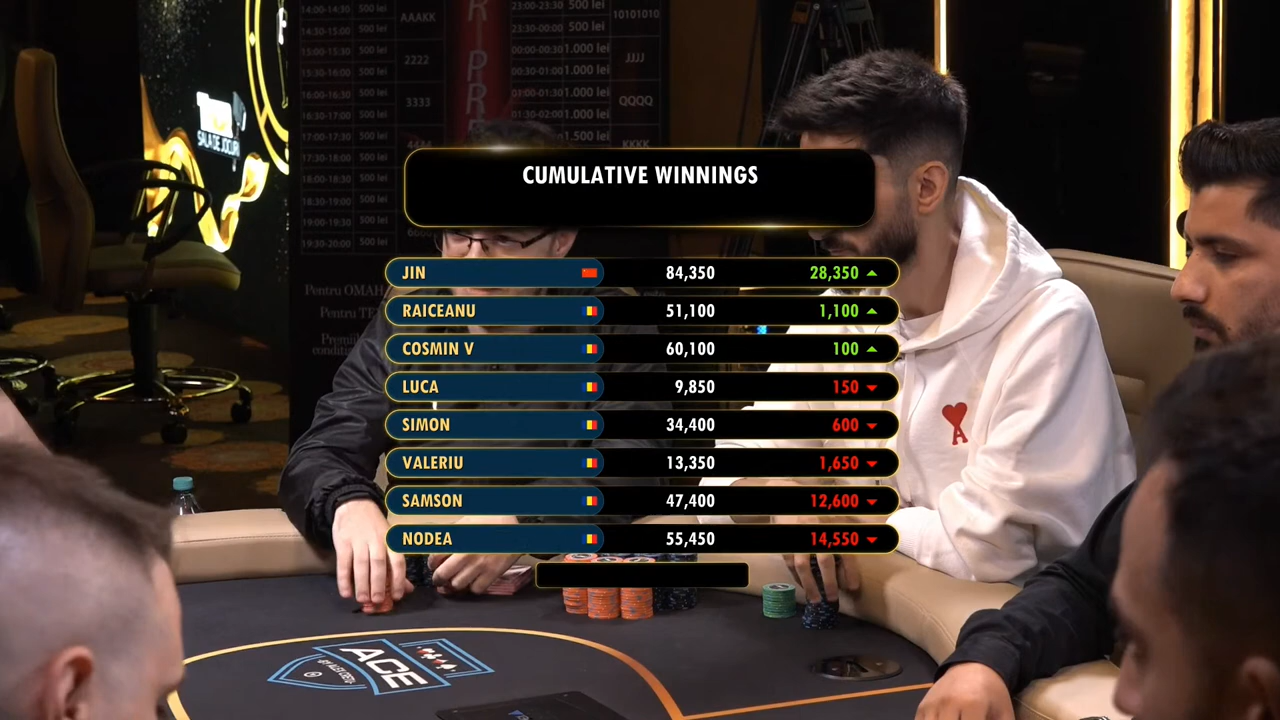 CUMULATIVE WINNINGS
JIN 84,350 28,350
RAICEANU 51,100 1,100
COSMIN V 60,100 100
LUCA 9,850 150
SIMON 34,400 600
VALERIU 13,350 1,650
SAMSON 47,400 12,600
NODEA 55,450 14,550
14:00-14:30 500 lei
14:30-15:00 500 lei
15:00-15:30 500 lei
15:30-16:00 500 lei
16:00-16:30 500 lei
16:30-17:00 500 lei
17:00-17:30 500 lei
17:30-18:00 500 lei
18:00-18:30 500 lei
18:30-19:00 500 lei
19:00-19:30 500 lei
19:30-20:00 500 lei
AAAKK
2222
3333
23:00-23:30 500 lei
23:30-00:00 500 lei
00:00-00:30 1.000 lei
00:30-01:00 1.000 lei
01:00-01:30 1.000 lei
01:30-02:00 1.000 lei
1.500 lei
10101010
JJJJ
QQQQ
KKKK
Pentru OMAHA
SALA DE JOCURI
ACE
A